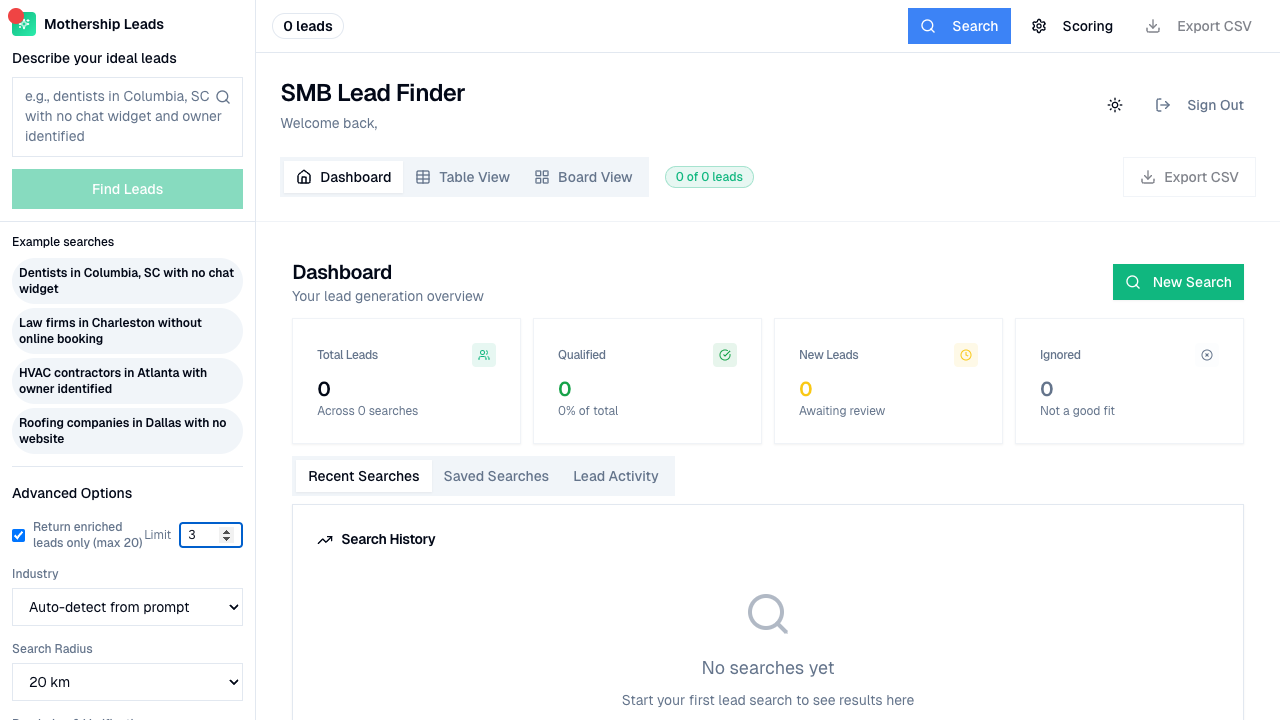 Mothership Leads
Describe your ideal leads
e.g., dentists in Columbia, SC
with no chat widget and owner
identified
Find Leads
Example searches
Dentists in Columbia, SC with no chat
widget
Law firms in Charleston without
online booking
HVAC contractors in Atlanta with
owner identified
Roofing companies in Dallas with no
website
Advanced Options
Return enriched
leads only (max 20)
Limit
3
Industry
Auto-detect from prompt
Search Radius
20 km
0 leads
Search
Scoring
Export CSV
SMB Lead Finder
Welcome back,
Sign Out
Dashboard
Table View
Board View
0 of 0 leads
Export CSV
Dashboard
Your lead generation overview
New Search
Total Leads
0
Across 0 searches
Qualified
0
0% of total
New Leads
0
Awaiting review
Ignored
0
Not a good fit
Recent Searches
Saved Searches
Lead Activity
Search History
No searches yet
Start your first lead search to see results here